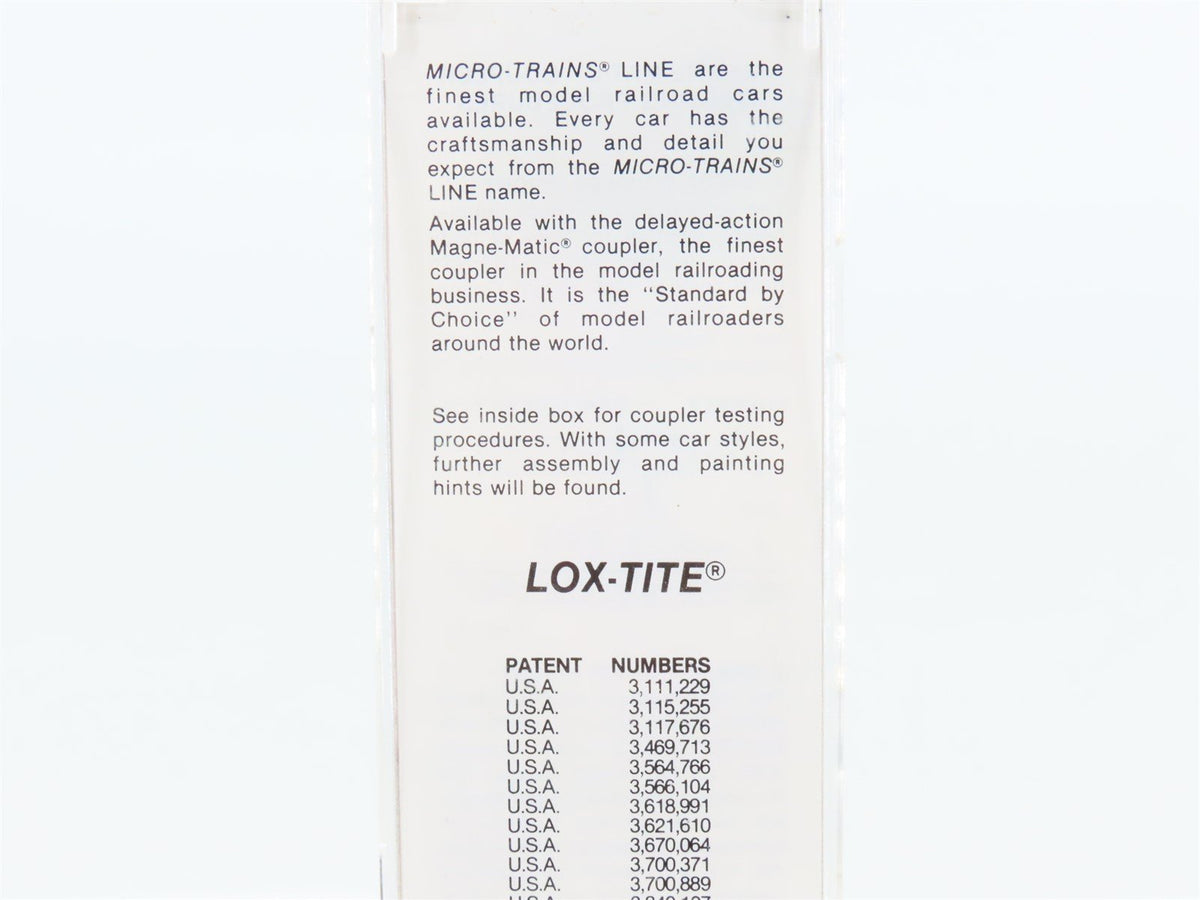 MICRO-TRAINS® LINE are the
finest model railroad cars
available. Every car has the
craftsmanship and detail you
expect from the MICRO-TRAINS®
LINE name.
Available with the delayed-action
Magne-Matic® coupler, the finest
coupler in the model railroading
business. It is the ‘‘Standard by
Choice’’ of model railroaders
around the world.
See inside box for coupler testing
procedures. With some car styles,
further assembly and painting
hints will be found.
LOX-TITE®
PATENT NUMBERS
U.S.A. 3,111,229
U.S.A. 3,115,255
U.S.A. 3,117,676
U.S.A. 3,469,713
U.S.A. 3,564,766
U.S.A. 3,566,104
U.S.A. 3,618,991
U.S.A. 3,621,610
U.S.A. 3,670,064
U.S.A. 3,700,371
U.S.A. 3,700,889